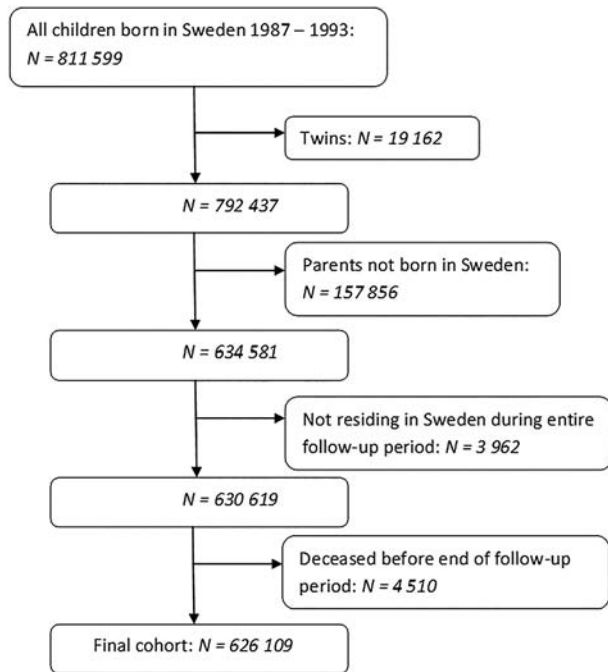 All children born in Sweden 1987 – 1993:
N = 811 599
Twins: N = 19 162
N = 792 437
Parents not born in Sweden:
N = 157 856
N = 634 581
Not residing in Sweden during entire
follow-up period: N = 3 962
N = 630 619
Deceased before end of follow-up
period: N = 4 510
Final cohort: N = 626 109